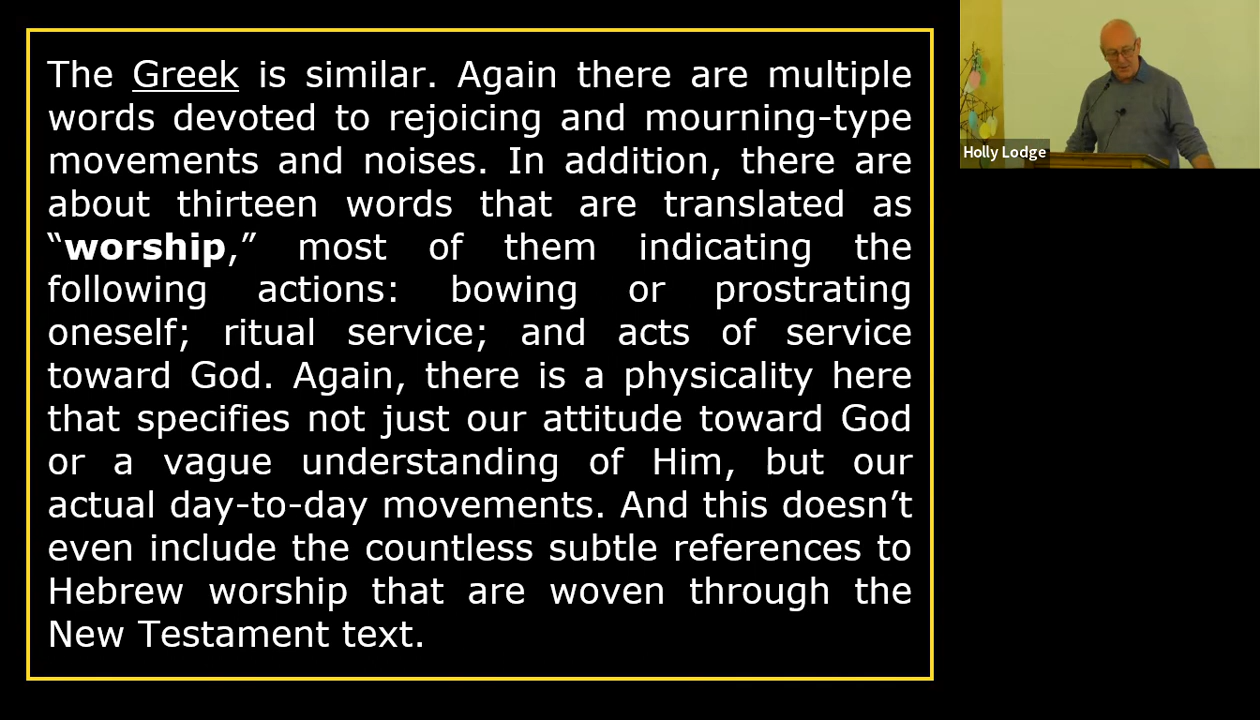 The Greek is similar. Again there are multiple
words devoted to rejoicing and mourning-type
movements and noises. In addition, there are
about thirteen words that are translated as
“worship,” most of them indicating the
following actions: bowing or prostrating
oneself; ritual service; and acts of service
toward God. Again, there is a physicality here
that specifies not just our attitude toward God
or a vague understanding of Him, but our
actual day-to-day movements. And this doesn’t
even include the countless subtle references to
Hebrew worship that are woven through the
New Testament text.
Holly Lodge